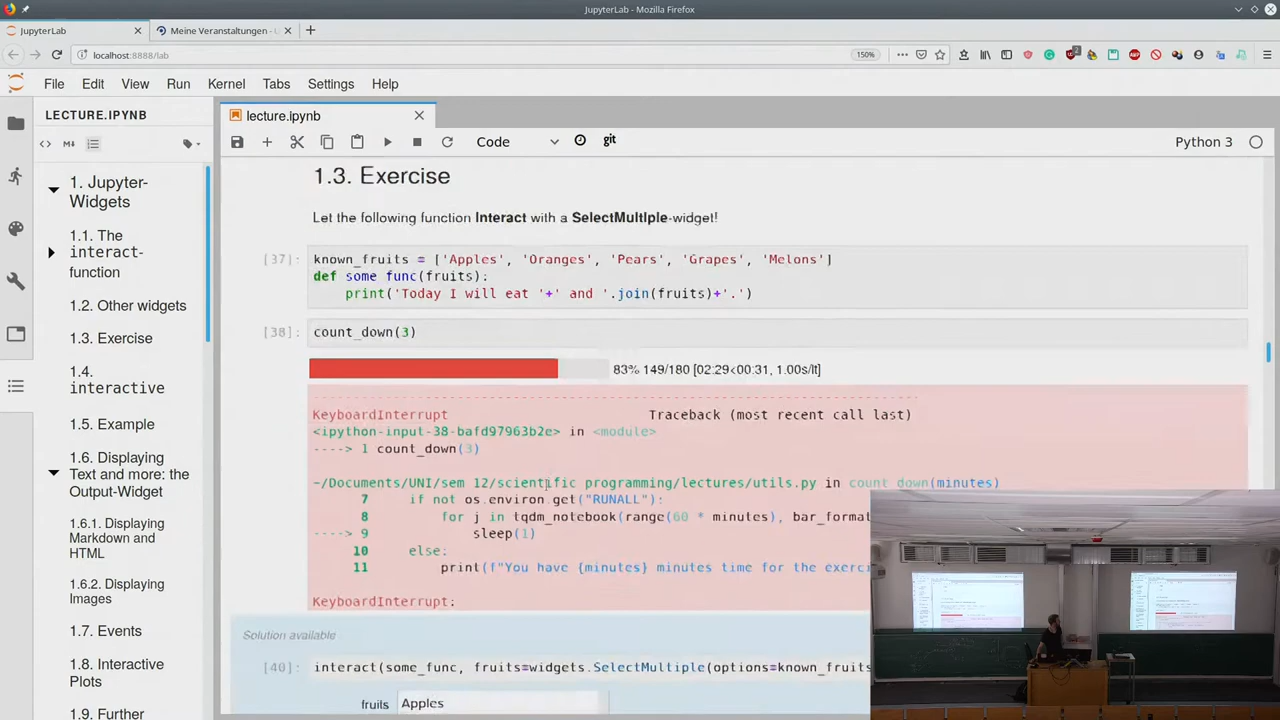 JupyterLab - Mozilla Firefox
JupyterLab
Meine Veranstaltungen - U
localhost:8888/lab
150%
2
ABP
File Edit View Run Kernel Tabs Settings Help
LECTURE.IPYNB
lecture.ipynb
Code
git
Python 3
1. Jupyter-
Widgets
1.1. The
interact-
function
1.2. Other widgets
1.3. Exercise
1.4.
interactive
1.5. Example
1.6. Displaying
Text and more: the
Output-Widget
1.6.1. Displaying
Markdown and
HTML
1.6.2. Displaying
Images
1.7. Events
1.8. Interactive
Plots
1.9. Further
1.3. Exercise
Let the following function Interact with a SelectMultiple-widget!
[37]: known_fruits = ['Apples', 'Oranges', 'Pears', 'Grapes', 'Melons']
def some_func(fruits):
print('Today I will eat '+' and '.join(fruits)+'.')
[38]: count_down(3)
83% 149/180 [02:29<00:31, 1.00s/it]
KeyboardInterrupt Traceback (most recent call last)
<ipython-input-38-bafd97963b2e> in <module>
----> 1 count_down(3)
~/Documents/UNI/sem 12/scientific programming/lectures/utils.py in count_down(minutes)
7 if not os.environ.get("RUNALL"):
8 for j in tqdm_notebook(range(60 * minutes), bar_format
----> 9 sleep(1)
10 else:
11 print(f"You have {minutes} minutes time for the exerci
KeyboardInterrupt:
Solution available
[40]: interact(some_func, fruits=widgets.SelectMultiple(options=known_fruits
fruits Apples